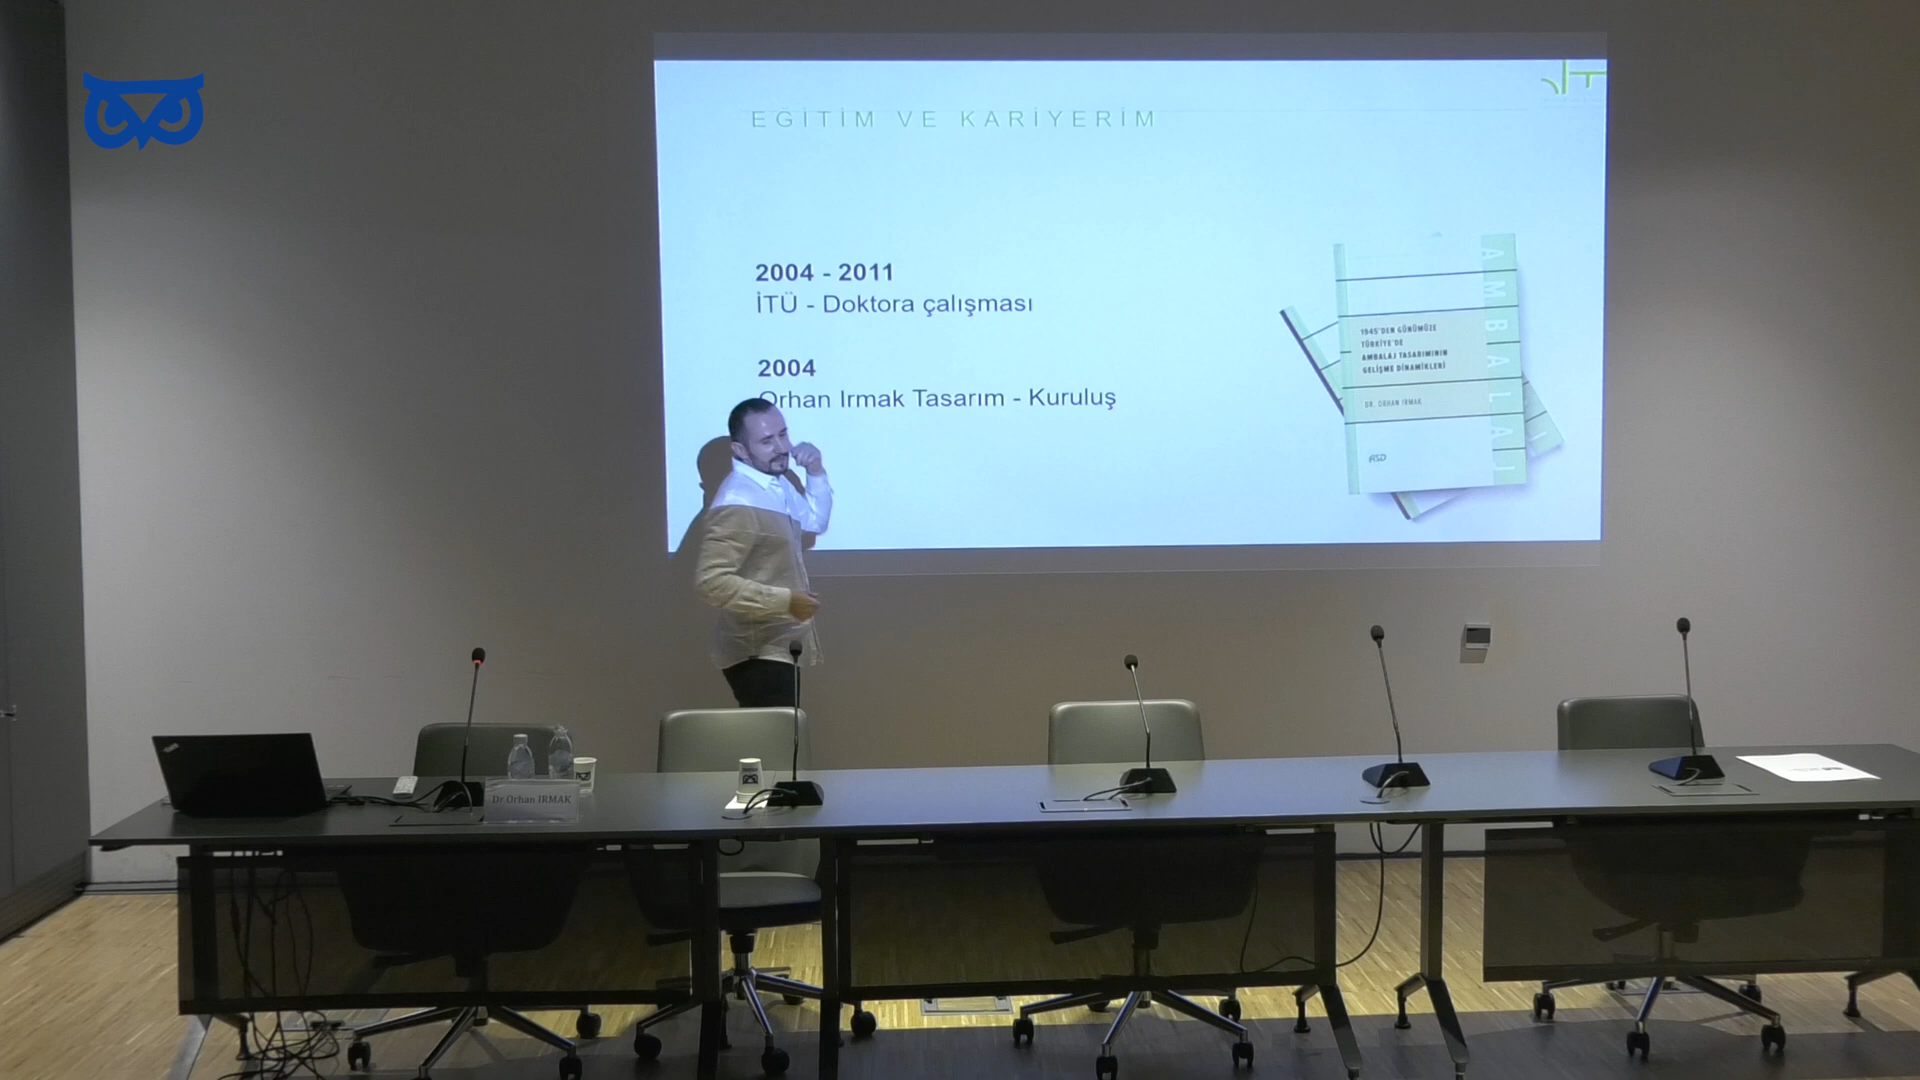 EĞİTİM VE KARİYERİM
2004 - 2011
İTÜ - Doktora çalışması
2004
Orhan Irmak Tasarım - Kuruluş
1945'DEN GÜNÜMÜZE
TÜRKİYE'DE
AMBALAJ TASARIMININ
GELİŞME DİNAMİKLERİ
DR. ORHAN IRMAK
ASD
AMBALAJ
Dr Orhan IRMAK